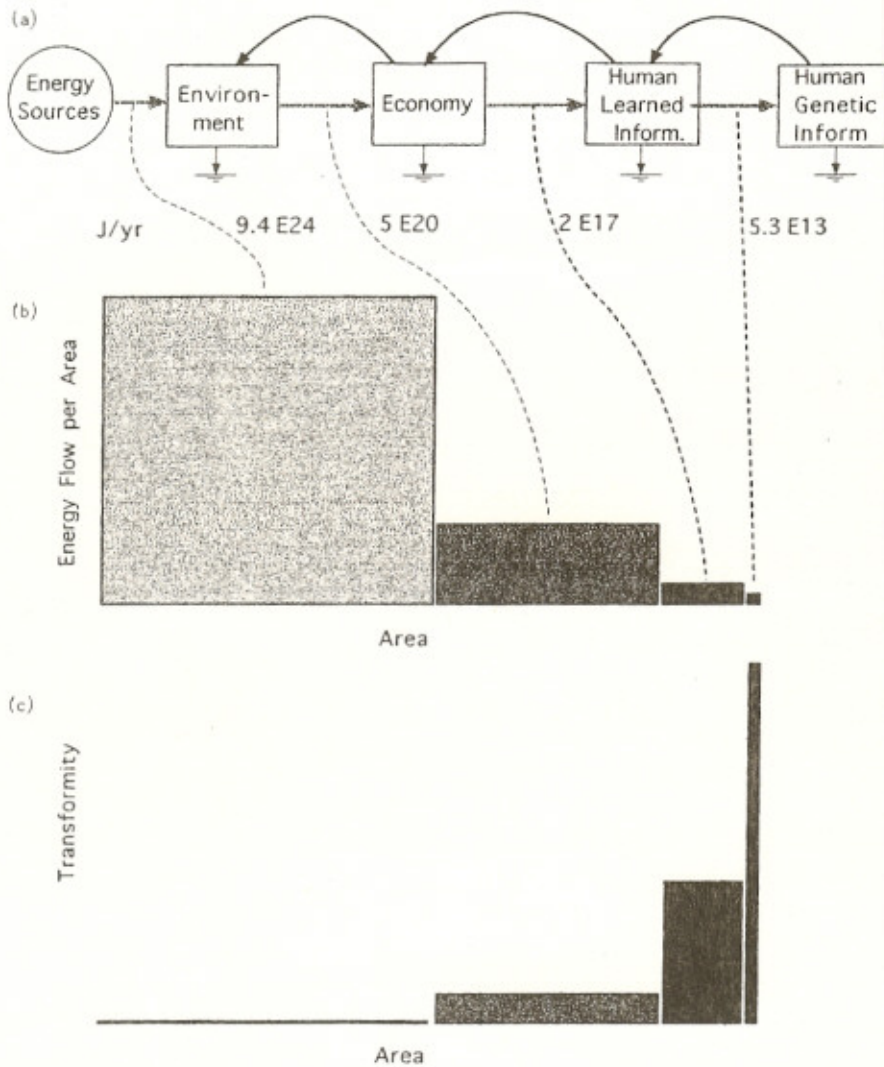 (a)
Energy
Sources
Environ-
ment
Economy
Human
Learned
Inform.
Human
Genetic
Inform
J/yr
9.4 E24
5 E20
2 E17
5.3 E13
(b)
Energy Flow per Area
Area
(c)
Transformity
Area